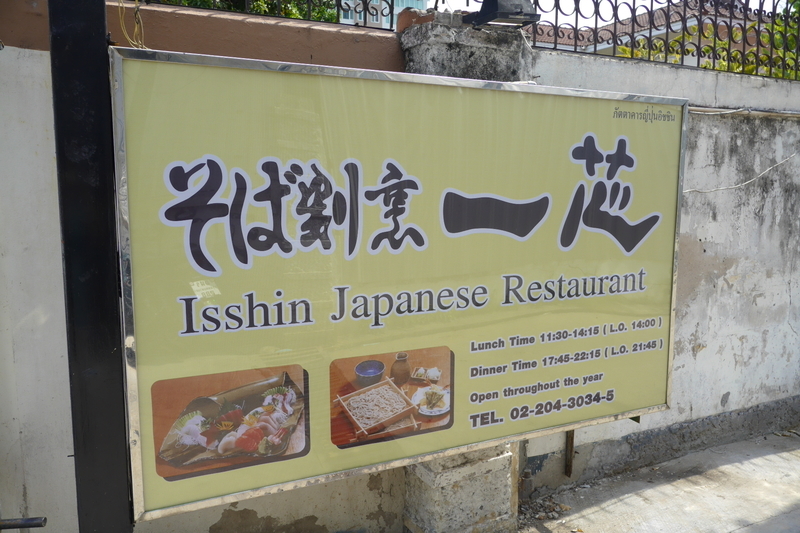 ภัตตาคารญี่ปุ่นอิชชิน
そば割烹 一芯
Isshin Japanese Restaurant
Lunch Time 11:30-14:15 ( L.O. 14:00 )
Dinner Time 17:45-22:15 ( L.O. 21:45 )
Open throughout the year
TEL. 02-204-3034-5